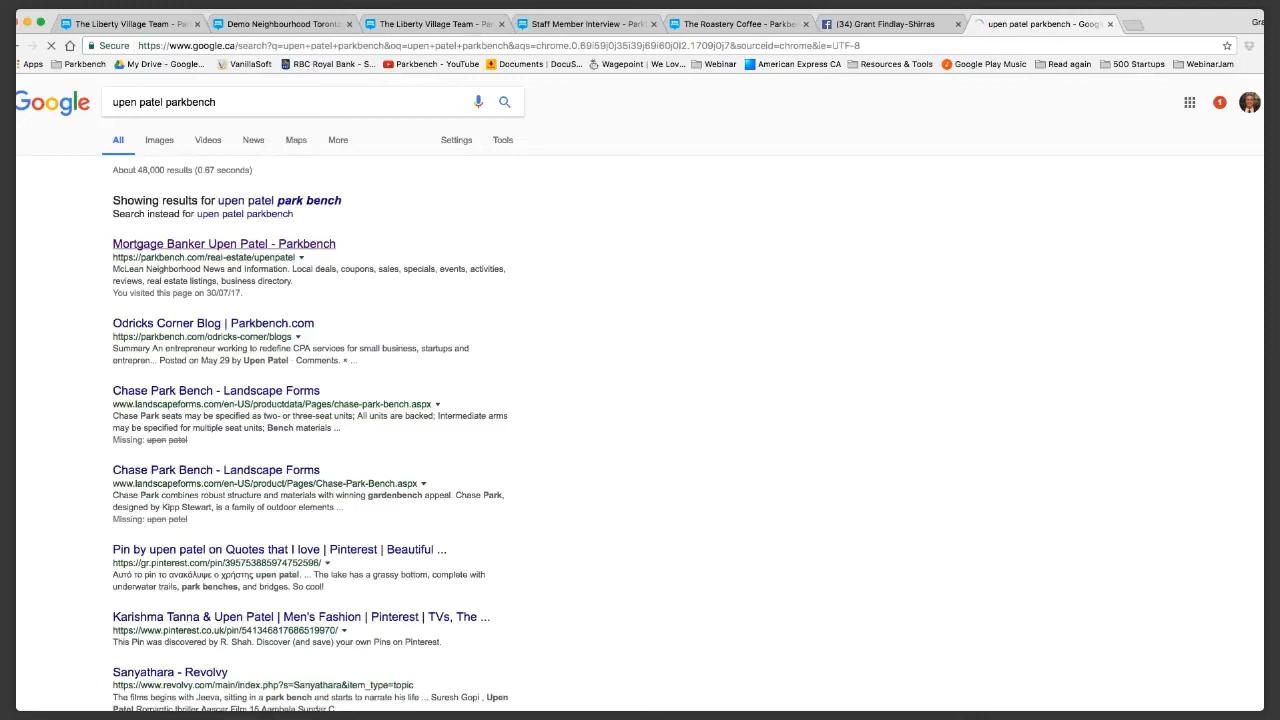 The Liberty Village Team - Par
Demo Neighbourhood Toronto
The Liberty Village Team - Par
Staff Member Interview - Park
The Roastery Coffee - Parkbe
(34) Grant Findlay-Shirras
upen patel parkbench - Goog
Gra
Secure https://www.google.ca/search?q=upen+patel+parkbench&oq=upen+patel+parkbench&aqs=chrome.0.69i59j0j35i39j69i60j0l2.1709j0j7&sourceid=chrome&ie=UTF-8
Apps Parkbench My Drive - Google... VanillaSoft RBC Royal Bank - S... Parkbench - YouTube Documents | DocuS... Wagepoint | We Lov... Webinar American Express CA Resources & Tools Google Play Music Read again 500 Startups WebinarJam
Google
upen patel parkbench
1
All Images Videos News Maps More Settings Tools
About 48,000 results (0.67 seconds)
Showing results for upen patel park bench
Search instead for upen patel parkbench
Mortgage Banker Upen Patel - Parkbench
https://parkbench.com/real-estate/upenpatel
McLean Neighborhood News and Information. Local deals, coupons, sales, specials, events, activities,
reviews, real estate listings, business directory.
You visited this page on 30/07/17.
Odricks Corner Blog | Parkbench.com
https://parkbench.com/odricks-corner/blogs
Summary An entrepreneur working to redefine CPA services for small business, startups and
entrepren... Posted on May 29 by Upen Patel · Comments. × ...
Chase Park Bench - Landscape Forms
www.landscapeforms.com/en-US/productdata/Pages/chase-park-bench.aspx
Chase Park seats may be specified as two- or three-seat units; All units are backed; Intermediate arms
may be specified for multiple seat units; Bench materials ...
Missing: upen patel
Chase Park Bench - Landscape Forms
www.landscapeforms.com/en-US/product/Pages/Chase-Park-Bench.aspx
Chase Park combines robust structure and materials with winning gardenbench appeal. Chase Park,
designed by Kipp Stewart, is a family of outdoor elements ...
Missing: upen patel
Pin by upen patel on Quotes that I love | Pinterest | Beautiful ...
https://gr.pinterest.com/pin/395753885974752596/
Αυτό το pin το ανακάλυψε ο χρήστης upen patel. ... The lake has a grassy bottom, complete with
underwater trails, park benches, and bridges. So cool!
Karishma Tanna & Upen Patel | Men's Fashion | Pinterest | TVs, The ...
https://www.pinterest.co.uk/pin/541346817686519970/
This Pin was discovered by R. Shah. Discover (and save) your own Pins on Pinterest.
Sanyathara - Revolvy
https://www.revolvy.com/main/index.php?s=Sanyathara&item_type=topic
The films begins with Jeeva, sitting in a park bench and starts to narrate his life ... Suresh Gopi , Upen
Patel Romantic thriller Aascar Film 15 Aambala Sundar C